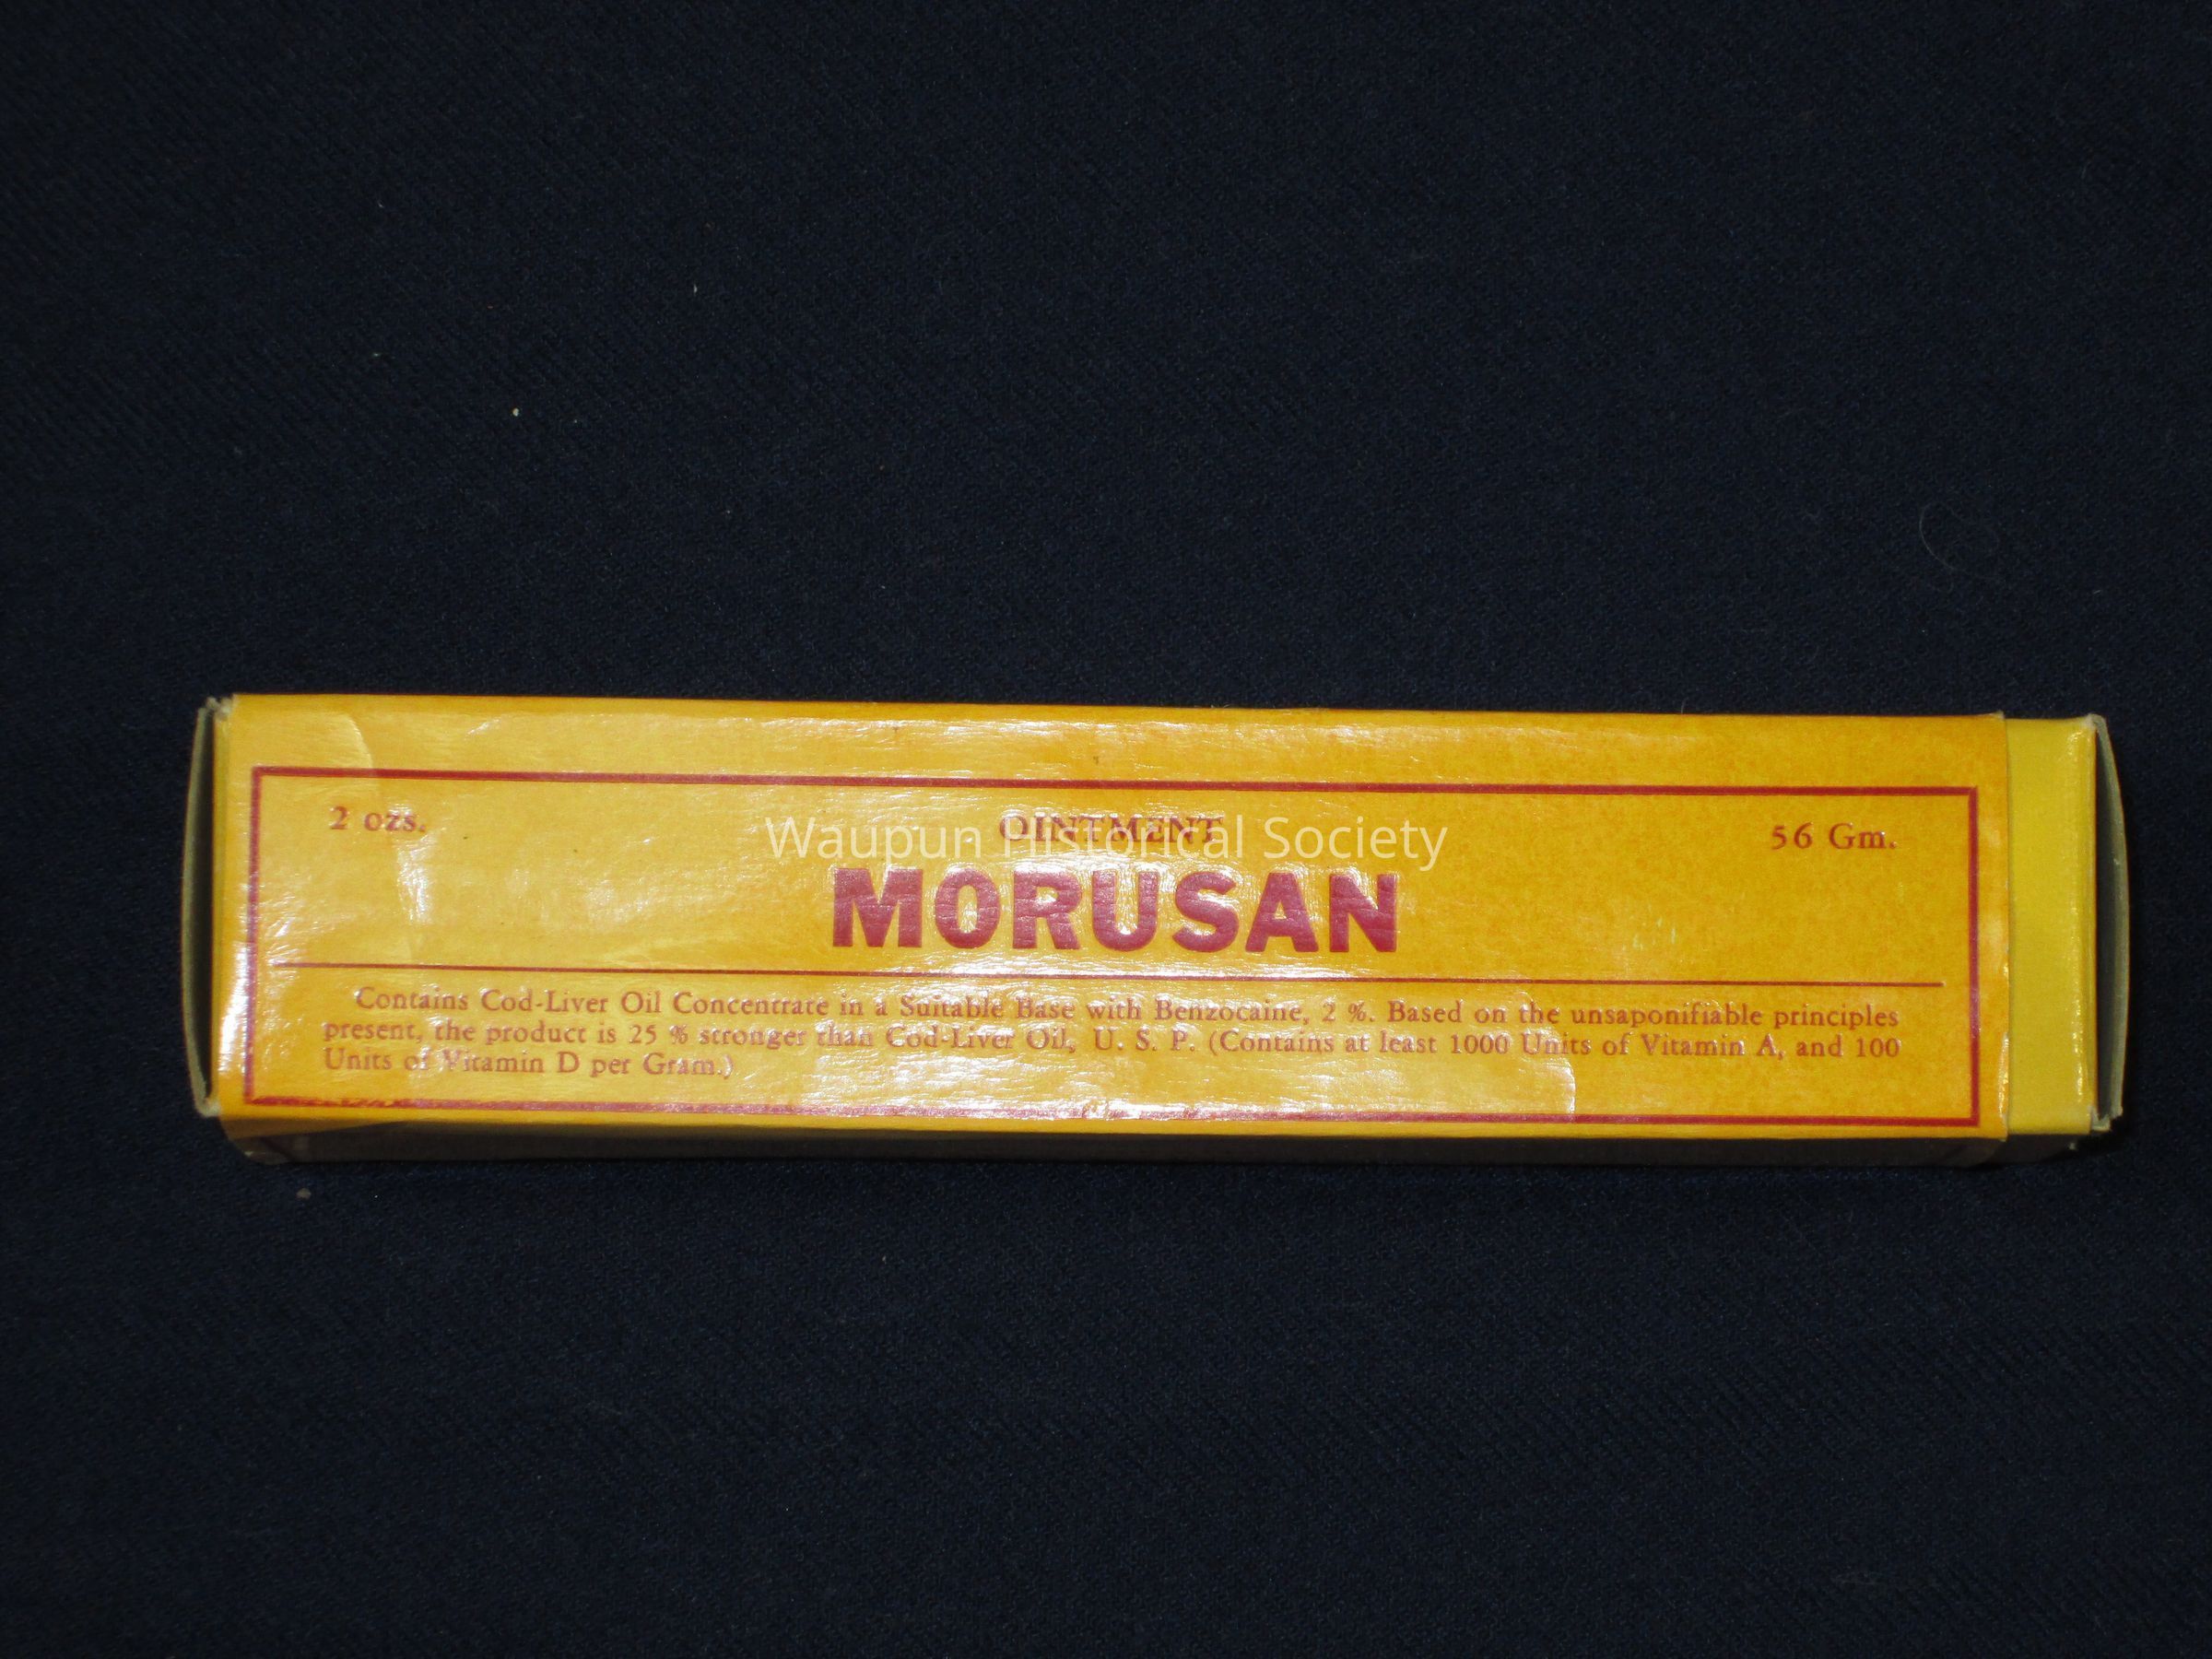 2 ozs.
OINTMENT
56 Gm.
Waupun Historical Society
MORUSAN
Contains Cod-Liver Oil Concentrate in a Suitable Base with Benzocaine, 2 %. Based on the unsaponifiable principles
present, the product is 25 % stronger than Cod-Liver Oil, U. S. P. (Contains at least 1000 Units of Vitamin A, and 100
Units of Vitamin D per Gram.)